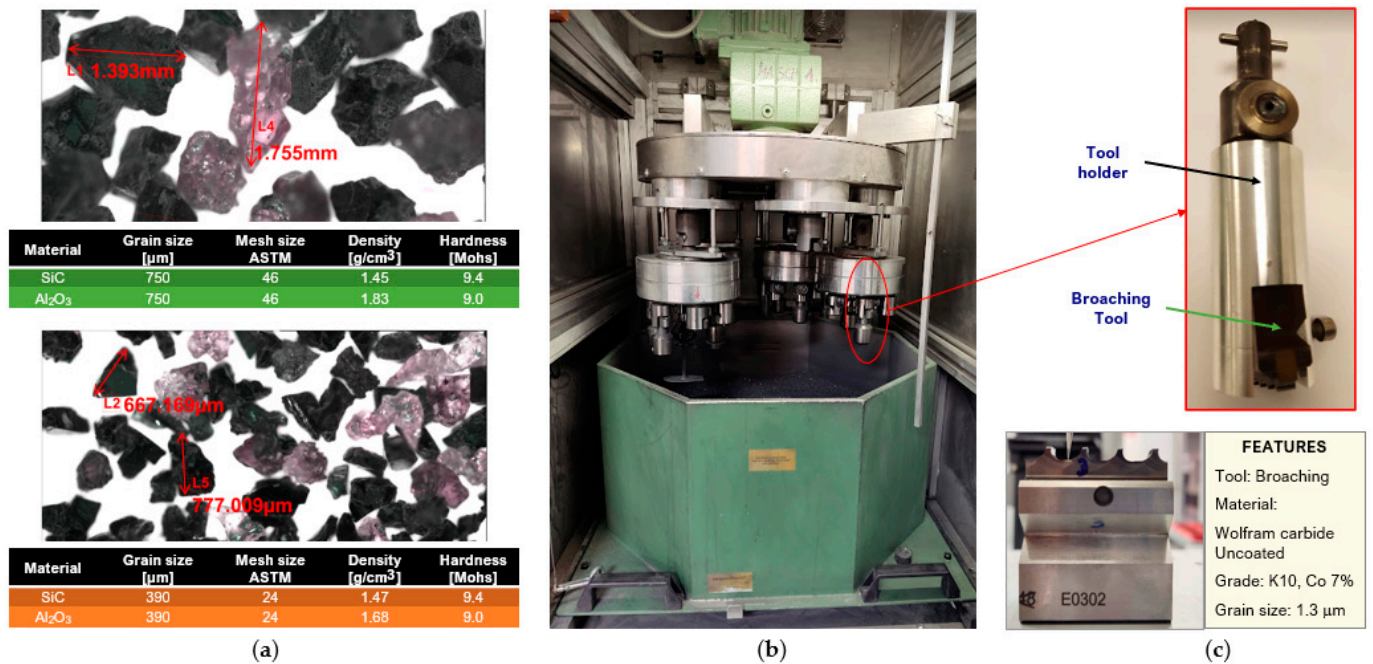 L1 1.393mm
L4
1.755mm
Material Grain size [µm] Mesh size ASTM Density [g/cm³] Hardness [Mohs]
SiC 750 46 1.45 9.4
Al₂O₃ 750 46 1.83 9.0
L2 667.169µm
L5
777.009µm
Material Grain size [µm] Mesh size ASTM Density [g/cm³] Hardness [Mohs]
SiC 390 24 1.47 9.4
Al₂O₃ 390 24 1.68 9.0
(a)
(b)
Tool
holder
Broaching
Tool
3
E0302
FEATURES
Tool: Broaching
Material:
Wolfram carbide
Uncoated
Grade: K10, Co 7%
Grain size: 1.3 µm
(c)